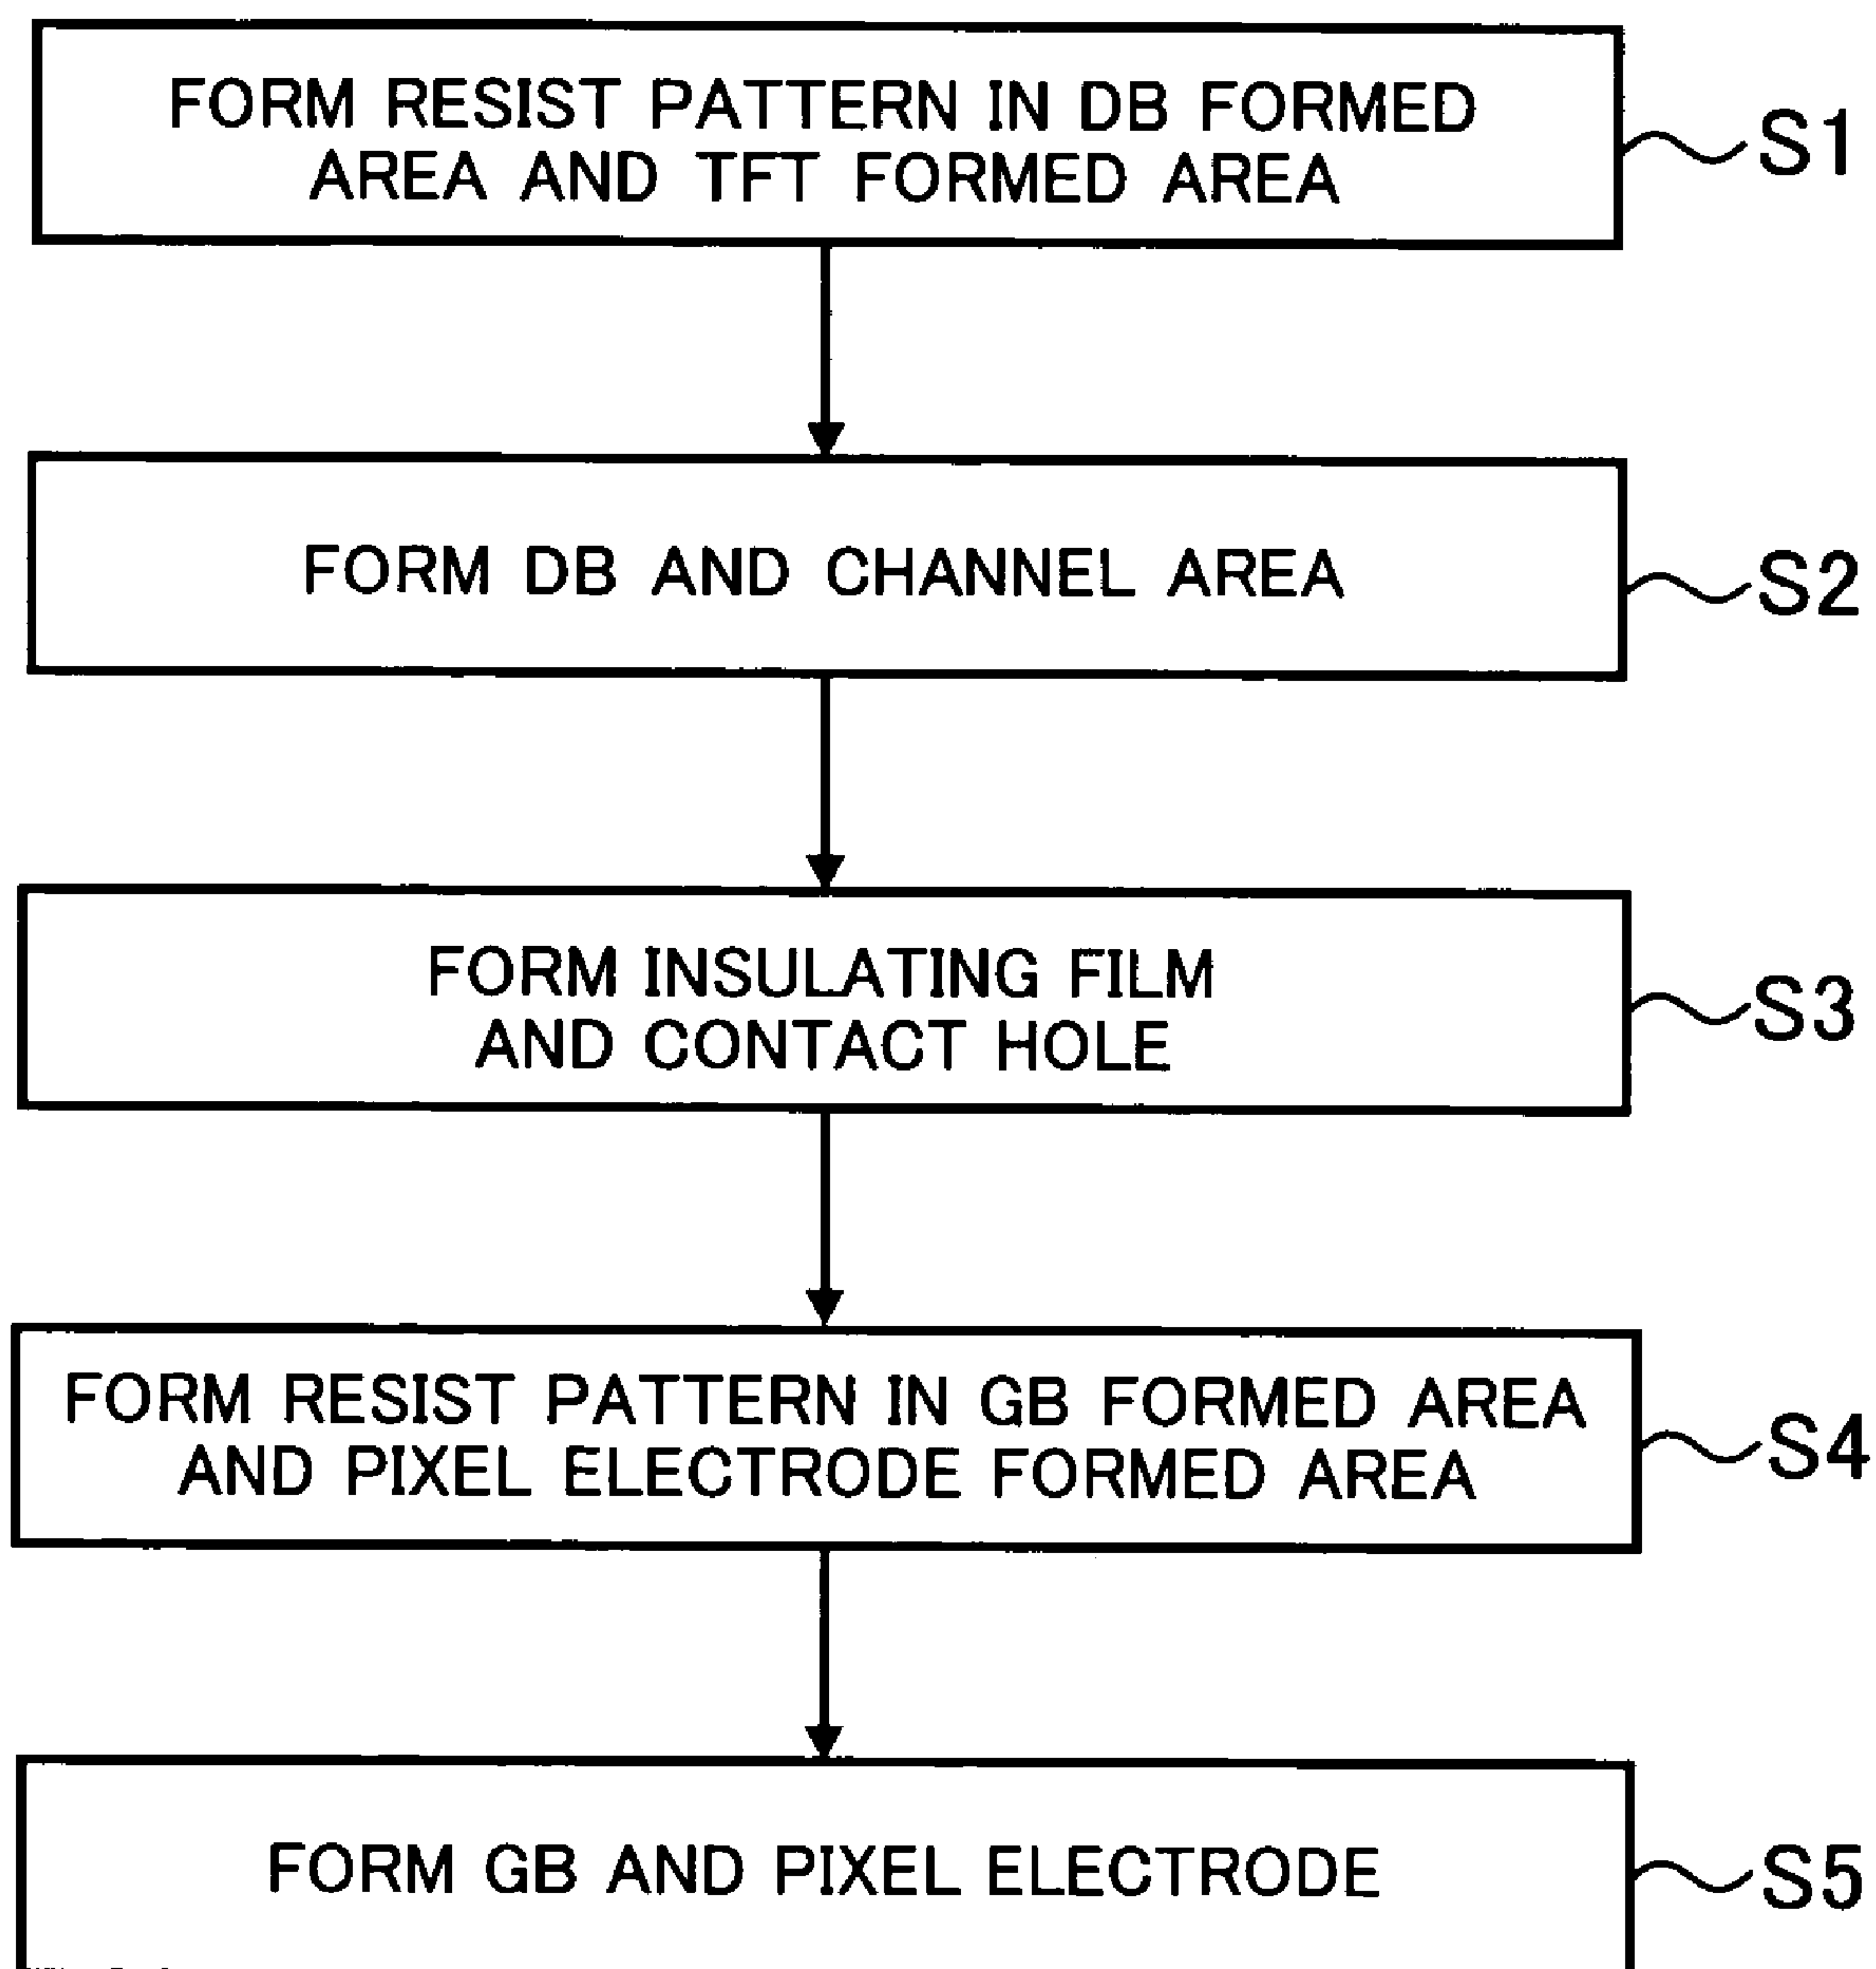 FORM RESIST PATTERN IN DB FORMED
AREA AND TFT FORMED AREA
S1
FORM DB AND CHANNEL AREA
S2
FORM INSULATING FILM
AND CONTACT HOLE
S3
FORM RESIST PATTERN IN GB FORMED AREA
AND PIXEL ELECTRODE FORMED AREA
S4
FORM GB AND PIXEL ELECTRODE
S5